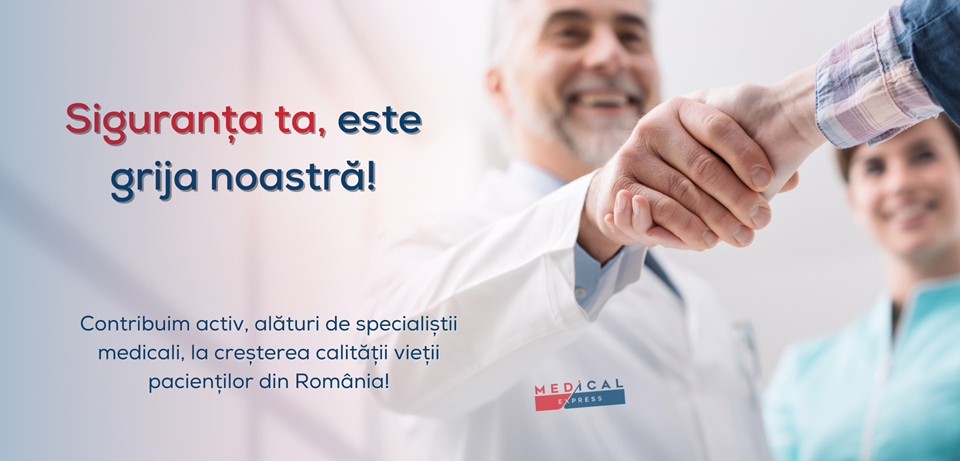 Siguranța ta, este
grija noastră!
Contribuim activ, alături de specialiștii
medicali, la creșterea calității vieții
pacienților din România!
MEDICAL
EXPRESS